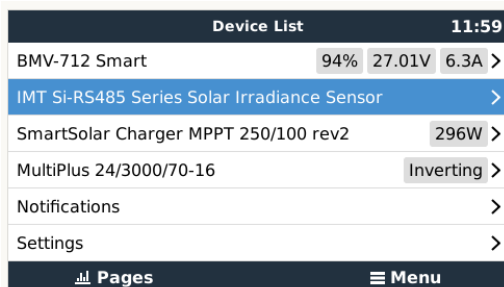 Device List 11:59
BMV-712 Smart 94% 27.01V 6.3A
IMT Si-RS485 Series Solar Irradiance Sensor
SmartSolar Charger MPPT 250/100 rev2 296W
MultiPlus 24/3000/70-16 Inverting
Notifications
Settings
Pages Menu